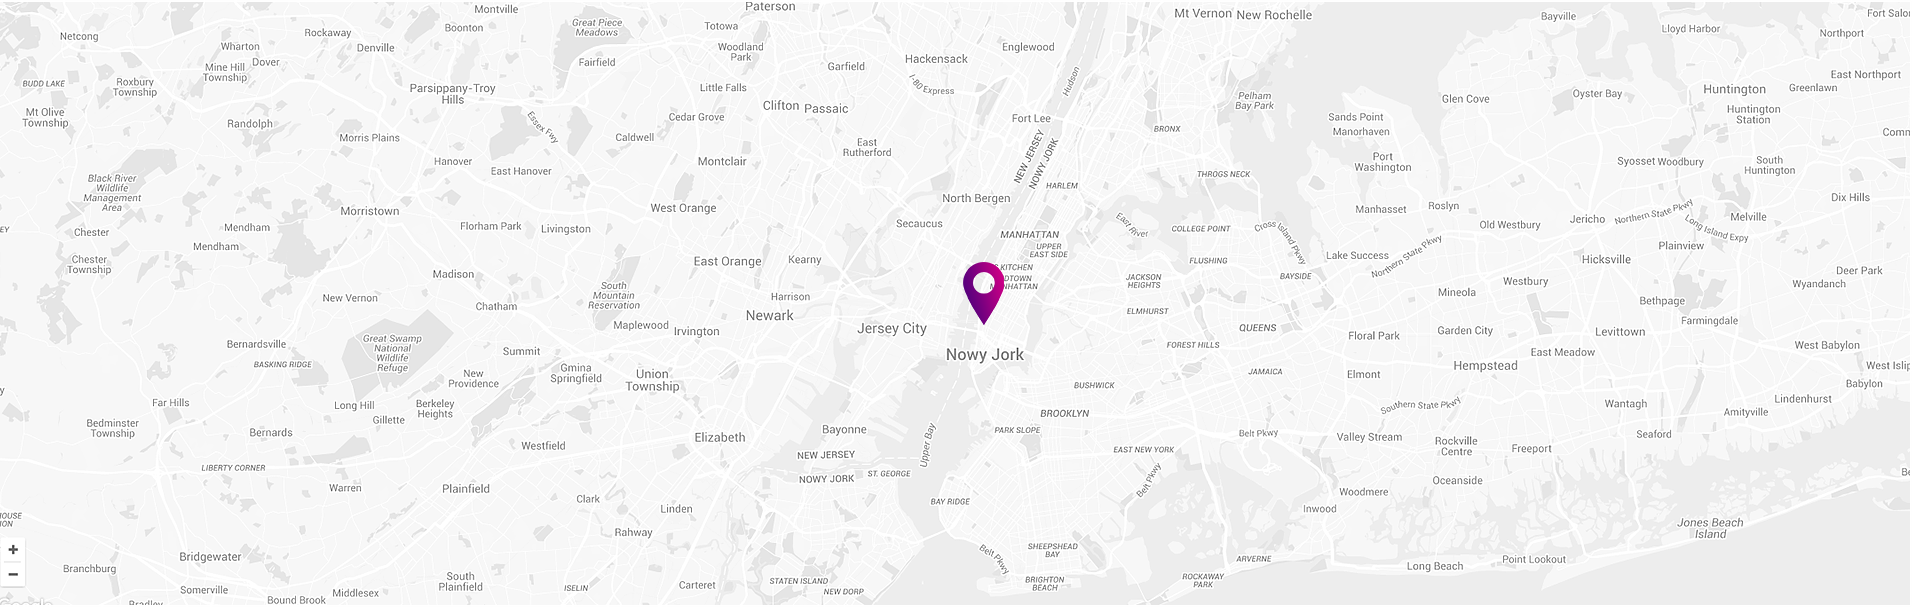 Montville
Paterson
Mt Vernon
New Rochelle
Bayville
Fort Salo
Netcong
Rockaway
Boonton
Great Piece
Meadows
Totowa
Lloyd Harbor
Northport
Wharton
Denville
Woodland
Park
Englewood
Dover
Mine Hill
Township
Fairfield
Garfield
Hackensack
East Northport
BUDD LAKE
Roxbury
Township
Parsippany-Troy
Hills
Little Falls
I-80 Express
Hudson
Pelham
Bay Park
Glen Cove
Oyster Bay
Huntington
Greenlawn
Mt Olive
Township
Clifton
Passaic
Cedar Grove
Fort Lee
Sands Point
Manorhaven
Huntington
Station
Randolph
Morris Plains
Essex Fwy
Caldwell
BRONX
Comm
East
Rutherford
NEW JERSEY
NOWY JORK
Hanover
East Hanover
Montclair
Port
Washington
Syosset
Woodbury
South
Huntington
Black River
Wildlife
Management
Area
THROGS NECK
HARLEM
North Bergen
Morristown
West Orange
Manhasset
Roslyn
Jericho
Northern State Pkwy
Dix Hills
Melville
EY
Chester
Mendham
Mendham
Florham Park
Livingston
Secaucus
MANHATTAN
East River
COLLEGE POINT
Cross Island Pkwy
Old Westbury
Long Island Expy
Plainview
UPPER
EAST SIDE
Chester
Township
Madison
East Orange
Kearny
KITCHEN
DTOWN
MANHATTAN
FLUSHING
Lake Success
Northern State Pkwy
Hicksville
Deer Park
JACKSON
HEIGHTS
BAYSIDE
Westbury
Wyandanch
New Vernon
Chatham
South
Mountain
Reservation
Harrison
Newark
ELMHURST
Mineola
Bethpage
Farmingdale
Maplewood
Irvington
Jersey City
QUEENS
Floral Park
Garden City
Levittown
Bernardsville
Great Swamp
National
Wildlife
Refuge
Summit
Nowy Jork
FOREST HILLS
East Meadow
West Babylon
BASKING RIDGE
New
Providence
Gmina
Springfield
Union
Township
BUSHWICK
JAMAICA
Elmont
Hempstead
West Islip
Babylon
Far Hills
Long Hill
Gillette
Berkeley
Heights
BROOKLYN
Southern State Pkwy
Wantagh
Amityville
Lindenhurst
Bedminster
Township
Bernards
Westfield
Elizabeth
Bayonne
Upper Bay
PARK SLOPE
Belt Pkwy
Valley Stream
Rockville
Centre
Freeport
Seaford
NEW JERSEY
NOWY JORK
ST. GEORGE
EAST NEW YORK
LIBERTY CORNER
Warren
Plainfield
Clark
Linden
BAY RIDGE
Belt Pkwy
Woodmere
Oceanside
Be
Inwood
Jones Beach
Island
HOUSE
ION
Rahway
+
−
Bridgewater
Branchburg
Somerville
South
Plainfield
ISELIN
Carteret
STATEN ISLAND
NEW DORP
Belt Pkwy
SHEEPSHEAD
BAY
BRIGHTON
BEACH
ROCKAWAY
PARK
ARVERNE
Long Beach
Point Lookout
Bradley
Bound Brook
Middlesex